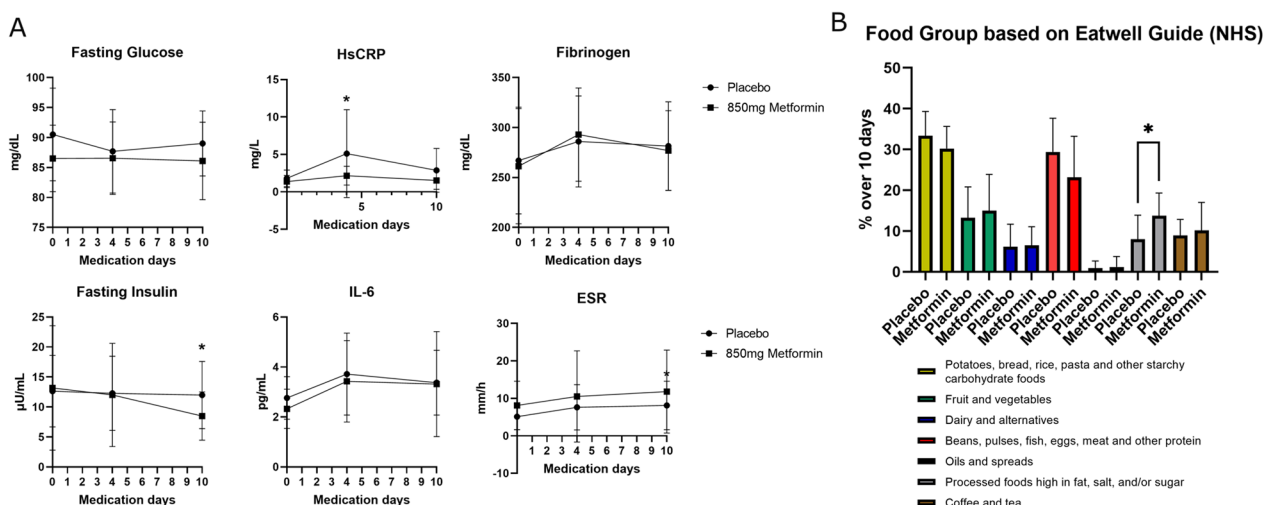 A
Fasting Glucose
100
95
90
85
80
75
mg/dL
0 1 2 3 4 5 6 7 8 9 10
Medication days
HsCRP
15
10
5
0
-5
mg/L
*
5 10
Medication days
Fibrinogen
350
300
250
200
mg/dL
0 1 2 3 4 5 6 7 8 9 10
Medication days
Placebo
850mg Metformin
Fasting Insulin
25
20
15
10
5
0
µU/mL
*
0 1 2 3 4 5 6 7 8 9 10
Medication days
IL-6
6
4
2
0
pg/mL
0 1 2 3 4 5 6 7 8 9 10
Medication days
ESR
30
20
10
0
-10
mm/h
*
1 2 3 4 5 6 7 8 9 10
Medication days
Placebo
850mg Metformin
B
Food Group based on Eatwell Guide (NHS)
50
40
30
20
10
0
% over 10 days
*
Placebo
Metformin
Placebo
Metformin
Placebo
Metformin
Placebo
Metformin
Placebo
Metformin
Placebo
Metformin
Placebo
Metformin
Potatoes, bread, rice, pasta and other starchy
carbohydrate foods
Fruit and vegetables
Dairy and alternatives
Beans, pulses, fish, eggs, meat and other protein
Oils and spreads
Processed foods high in fat, salt, and/or sugar
Coffee and tea